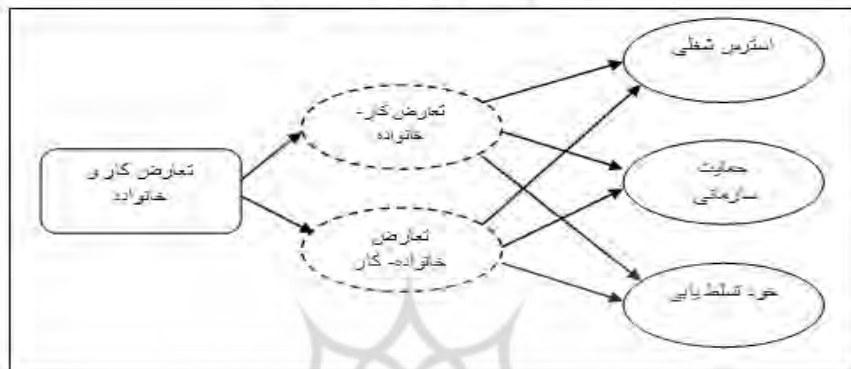 استرس شغلی
تعارض کار-
خانواده
تعارض کار و
خانواده
حمایت
سازمانی
تعارض
خانواده- کار
خود تسلط یابی